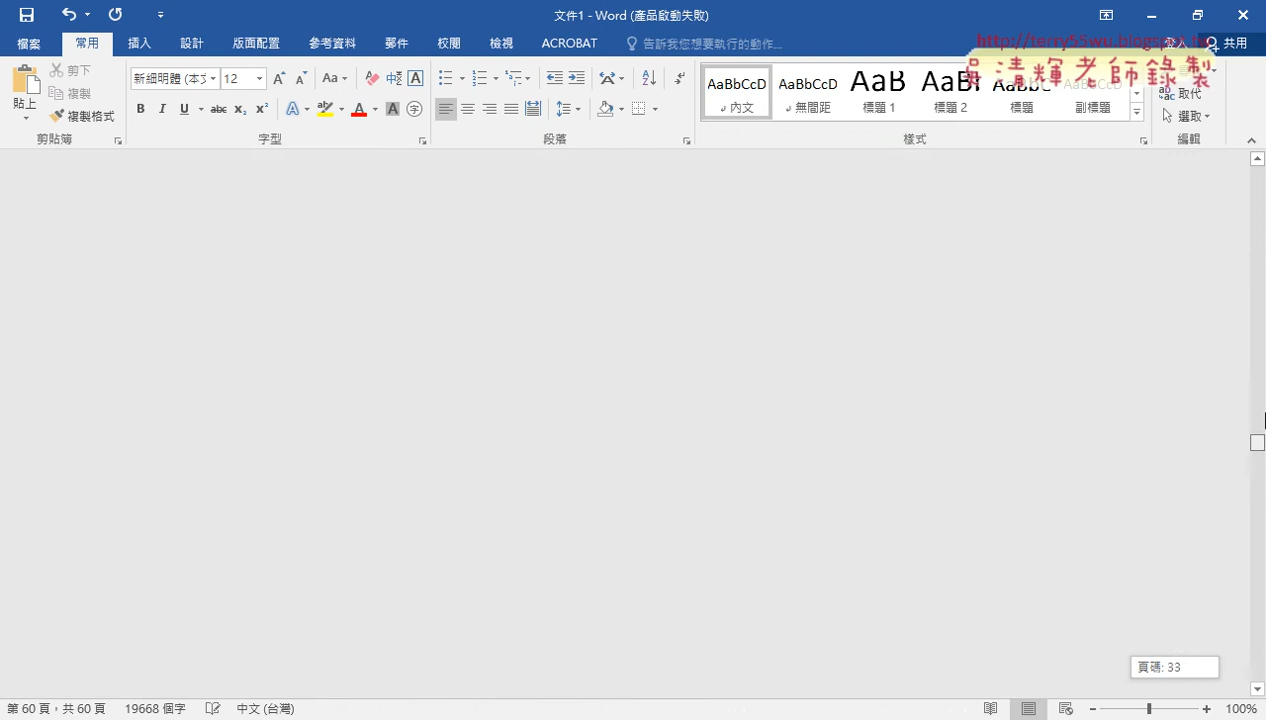 文件1 - Word (產品啟動失敗)
檔案 常用 插入 設計 版面配置 參考資料 郵件 校閱 檢視 ACROBAT 告訴我您想要執行的動作... 登入 共用
http://terry55wu.blogspot.tw
吳清輝老師錄製
貼上
剪下
複製
複製格式
剪貼簿
新細明體 (本文 12
字型
段落
AaBbCcD AaBbCcD AaB AaBl AaBbC AaBbCcD
內文 無間距 標題 1 標題 2 標題 副標題
樣式
取代
選取
編輯
頁碼: 33
第 60 頁,共 60 頁 19668 個字 中文 (台灣) 100%